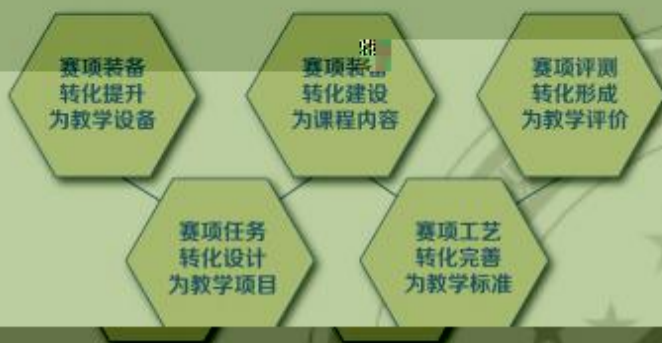 赛项装备
转化提升
为教学设备
赛项装
转化建设
为课程内容
赛项评测
转化形成
为教学评价
赛项任务
转化设计
为教学项目
赛项工艺
转化完善
为教学标准